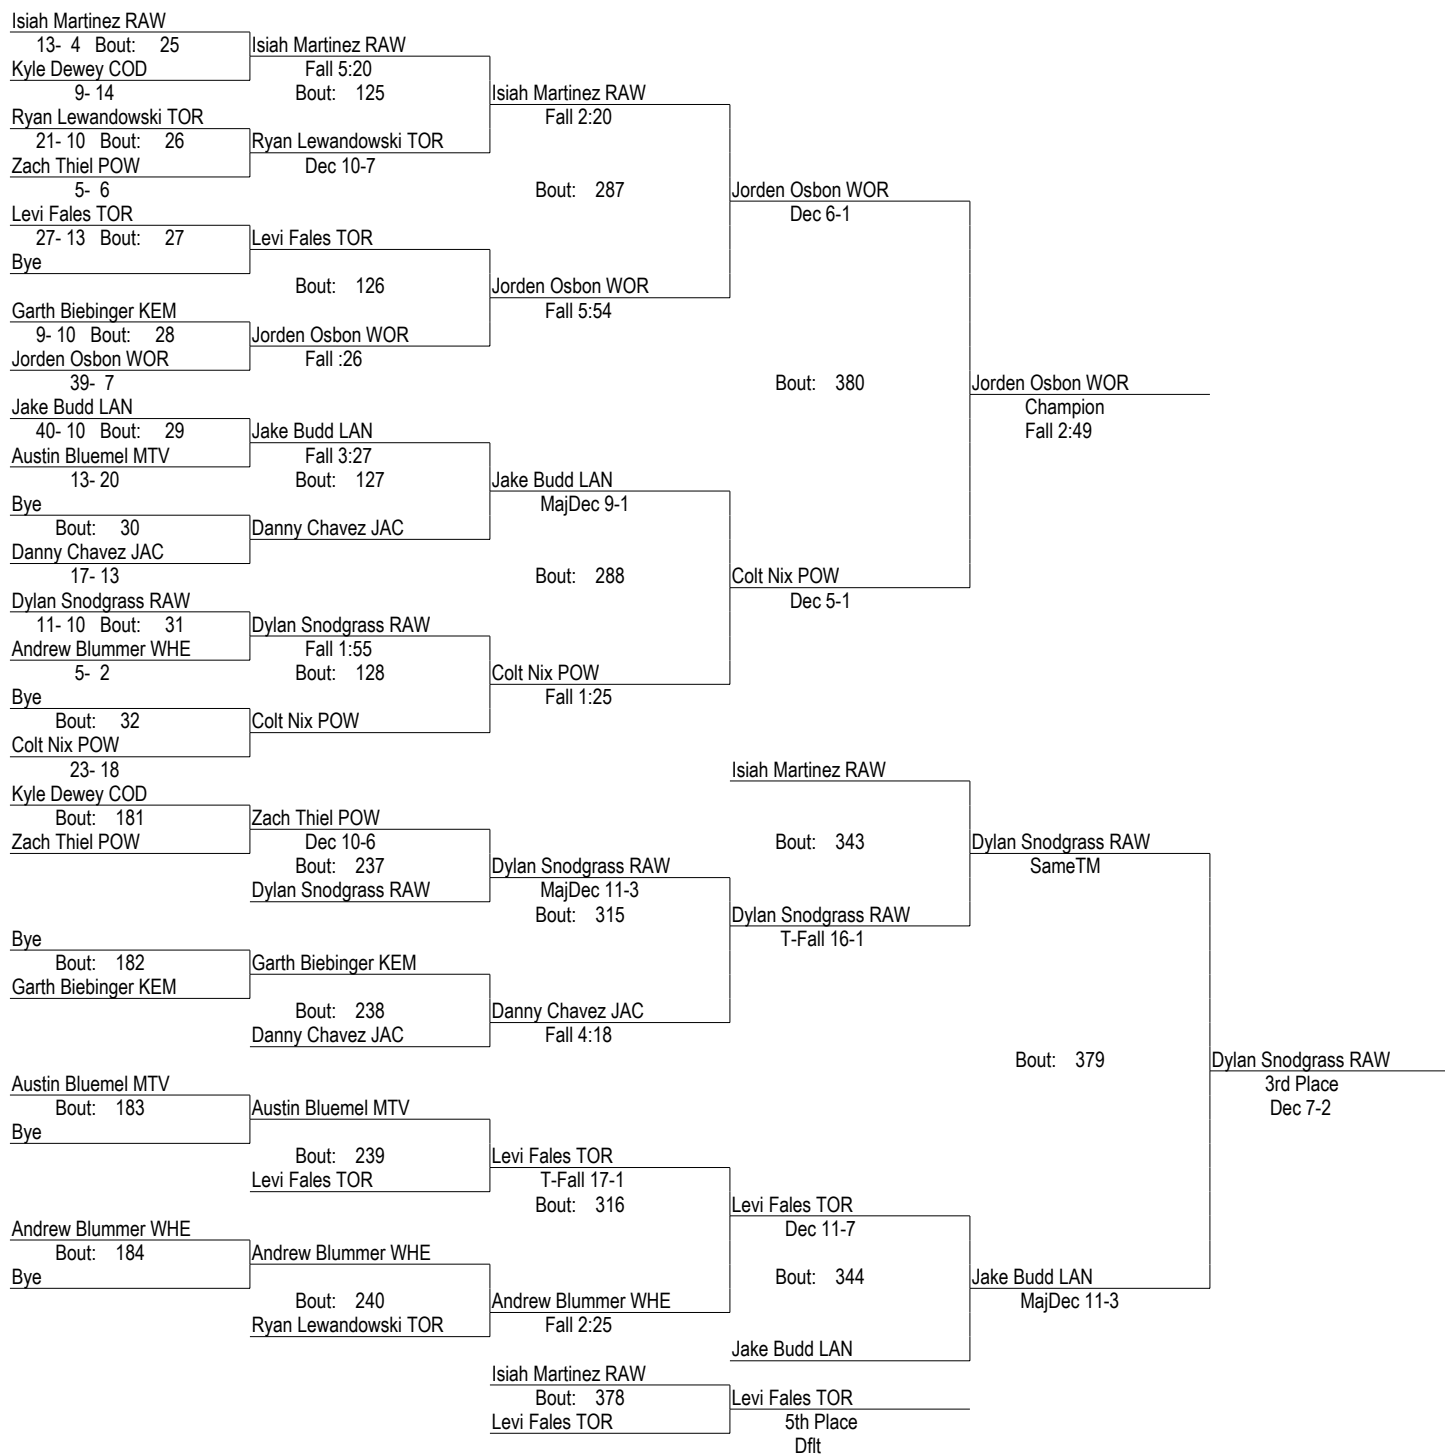 Isiah Martinez RAW
13- 4 Bout: 25
Kyle Dewey COD
9- 14
Ryan Lewandowski TOR
21- 10 Bout: 26
Zach Thiel POW
5- 6
Levi Fales TOR
27- 13 Bout: 27
Bye
Garth Biebinger KEM
9- 10 Bout: 28
Jorden Osbon WOR
39- 7
Jake Budd LAN
40- 10 Bout: 29
Austin Bluemel MTV
13- 20
Bye
Bout: 30
Danny Chavez JAC
17- 13
Dylan Snodgrass RAW
11- 10 Bout: 31
Andrew Blummer WHE
5- 2
Bye
Bout: 32
Colt Nix POW
23- 18
Isiah Martinez RAW
Fall 5:20
Bout: 125
Ryan Lewandowski TOR
Dec 10-7
Levi Fales TOR
Bout: 126
Jorden Osbon WOR
Fall :26
Jake Budd LAN
Fall 3:27
Bout: 127
Danny Chavez JAC
Dylan Snodgrass RAW
Fall 1:55
Bout: 128
Colt Nix POW
Isiah Martinez RAW
Fall 2:20
Bout: 287
Jorden Osbon WOR
Fall 5:54
Jake Budd LAN
MajDec 9-1
Bout: 288
Colt Nix POW
Fall 1:25
Jorden Osbon WOR
Dec 6-1
Bout: 380
Colt Nix POW
Dec 5-1
Jorden Osbon WOR
Champion
Fall 2:49
Kyle Dewey COD
Bout: 181
Zach Thiel POW
Bye
Bout: 182
Garth Biebinger KEM
Austin Bluemel MTV
Bout: 183
Bye
Andrew Blummer WHE
Bout: 184
Bye
Zach Thiel POW
Dec 10-6
Bout: 237
Dylan Snodgrass RAW
Garth Biebinger KEM
Bout: 238
Danny Chavez JAC
Austin Bluemel MTV
Bout: 239
Levi Fales TOR
Andrew Blummer WHE
Bout: 240
Ryan Lewandowski TOR
Dylan Snodgrass RAW
MajDec 11-3
Bout: 315
Danny Chavez JAC
Fall 4:18
Levi Fales TOR
T-Fall 17-1
Bout: 316
Andrew Blummer WHE
Fall 2:25
Isiah Martinez RAW
Bout: 343
Dylan Snodgrass RAW
T-Fall 16-1
Levi Fales TOR
Dec 11-7
Bout: 344
Jake Budd LAN
Dylan Snodgrass RAW
SameTM
Bout: 379
Jake Budd LAN
MajDec 11-3
Dylan Snodgrass RAW
3rd Place
Dec 7-2
Isiah Martinez RAW
Bout: 378
Levi Fales TOR
Levi Fales TOR
5th Place
Dflt